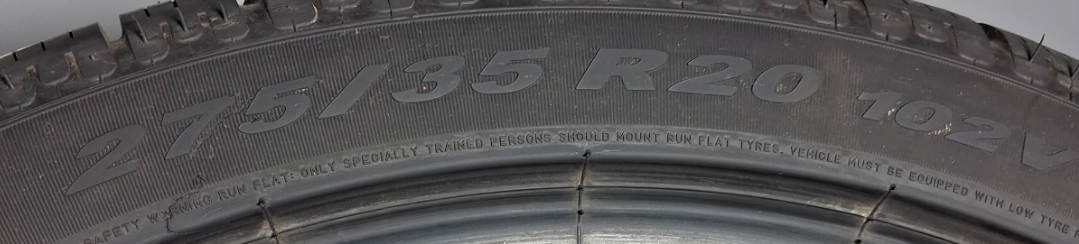 275/35 R20 102V
SAFETY WARNING RUN FLAT: ONLY SPECIALLY TRAINED PERSONS SHOULD MOUNT RUN FLAT TYRES. VEHICLE MUST BE EQUIPPED WITH LOW TYRE